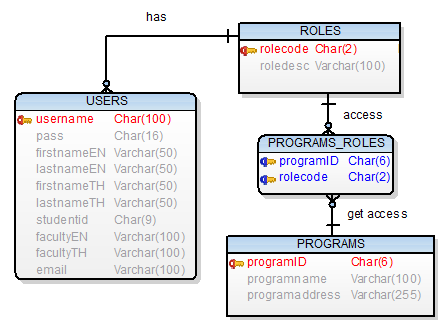 has
ROLES
rolecode Char(2)
roledesc Varchar(100)
access
USERS
username Char(100)
pass Char(16)
firstnameEN Varchar(50)
lastnameEN Varchar(50)
firstnameTH Varchar(50)
lastnameTH Varchar(50)
studentid Char(9)
facultyEN Varchar(100)
facultyTH Varchar(100)
email Varchar(100)
PROGRAMS_ROLES
programID Char(6)
rolecode Char(2)
get access
PROGRAMS
programID Char(6)
programname Varchar(100)
programaddress Varchar(255)